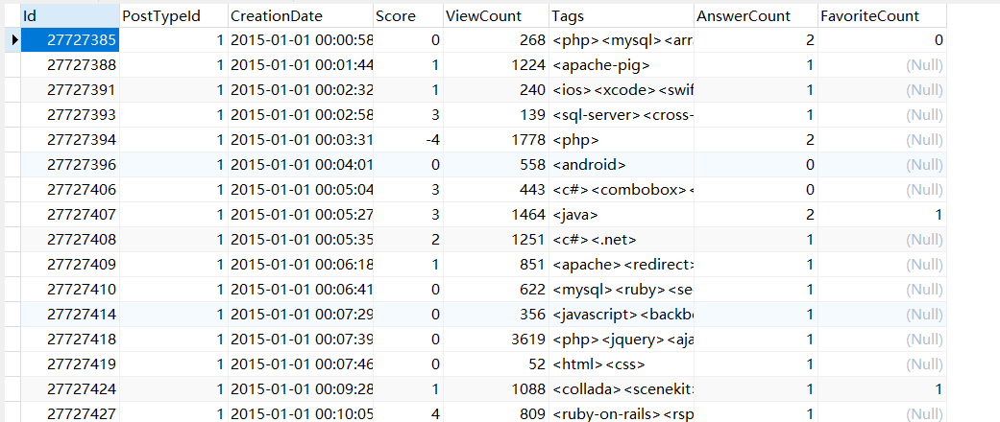 Id PostTypeId CreationDate Score ViewCount Tags AnswerCount FavoriteCount
27727385 1 2015-01-01 00:00:58 0 268 <php><mysql><arr 2 0
27727388 1 2015-01-01 00:01:44 1 1224 <apache-pig> 1 (Null)
27727391 1 2015-01-01 00:02:32 1 240 <ios><xcode><swif 1 (Null)
27727393 1 2015-01-01 00:02:58 3 139 <sql-server><cross- 1 (Null)
27727394 1 2015-01-01 00:03:31 -4 1778 <php> 2 (Null)
27727396 1 2015-01-01 00:04:01 0 558 <android> 0 (Null)
27727406 1 2015-01-01 00:05:04 3 443 <c#><combobox>< 0 (Null)
27727407 1 2015-01-01 00:05:27 3 1464 <java> 2 1
27727408 1 2015-01-01 00:05:35 2 1251 <c#><.net> 1 (Null)
27727409 1 2015-01-01 00:06:18 1 851 <apache><redirect> 1 (Null)
27727410 1 2015-01-01 00:06:41 0 622 <mysql><ruby><se 1 (Null)
27727414 1 2015-01-01 00:07:29 0 356 <javascript><backb 1 (Null)
27727418 1 2015-01-01 00:07:39 0 3619 <php><jquery><aja 1 (Null)
27727419 1 2015-01-01 00:07:46 0 52 <html><css> 1 (Null)
27727424 1 2015-01-01 00:09:28 1 1088 <collada><scenekit> 1 1
27727427 1 2015-01-01 00:10:05 4 809 <ruby-on-rails><rsp 1 (Null)